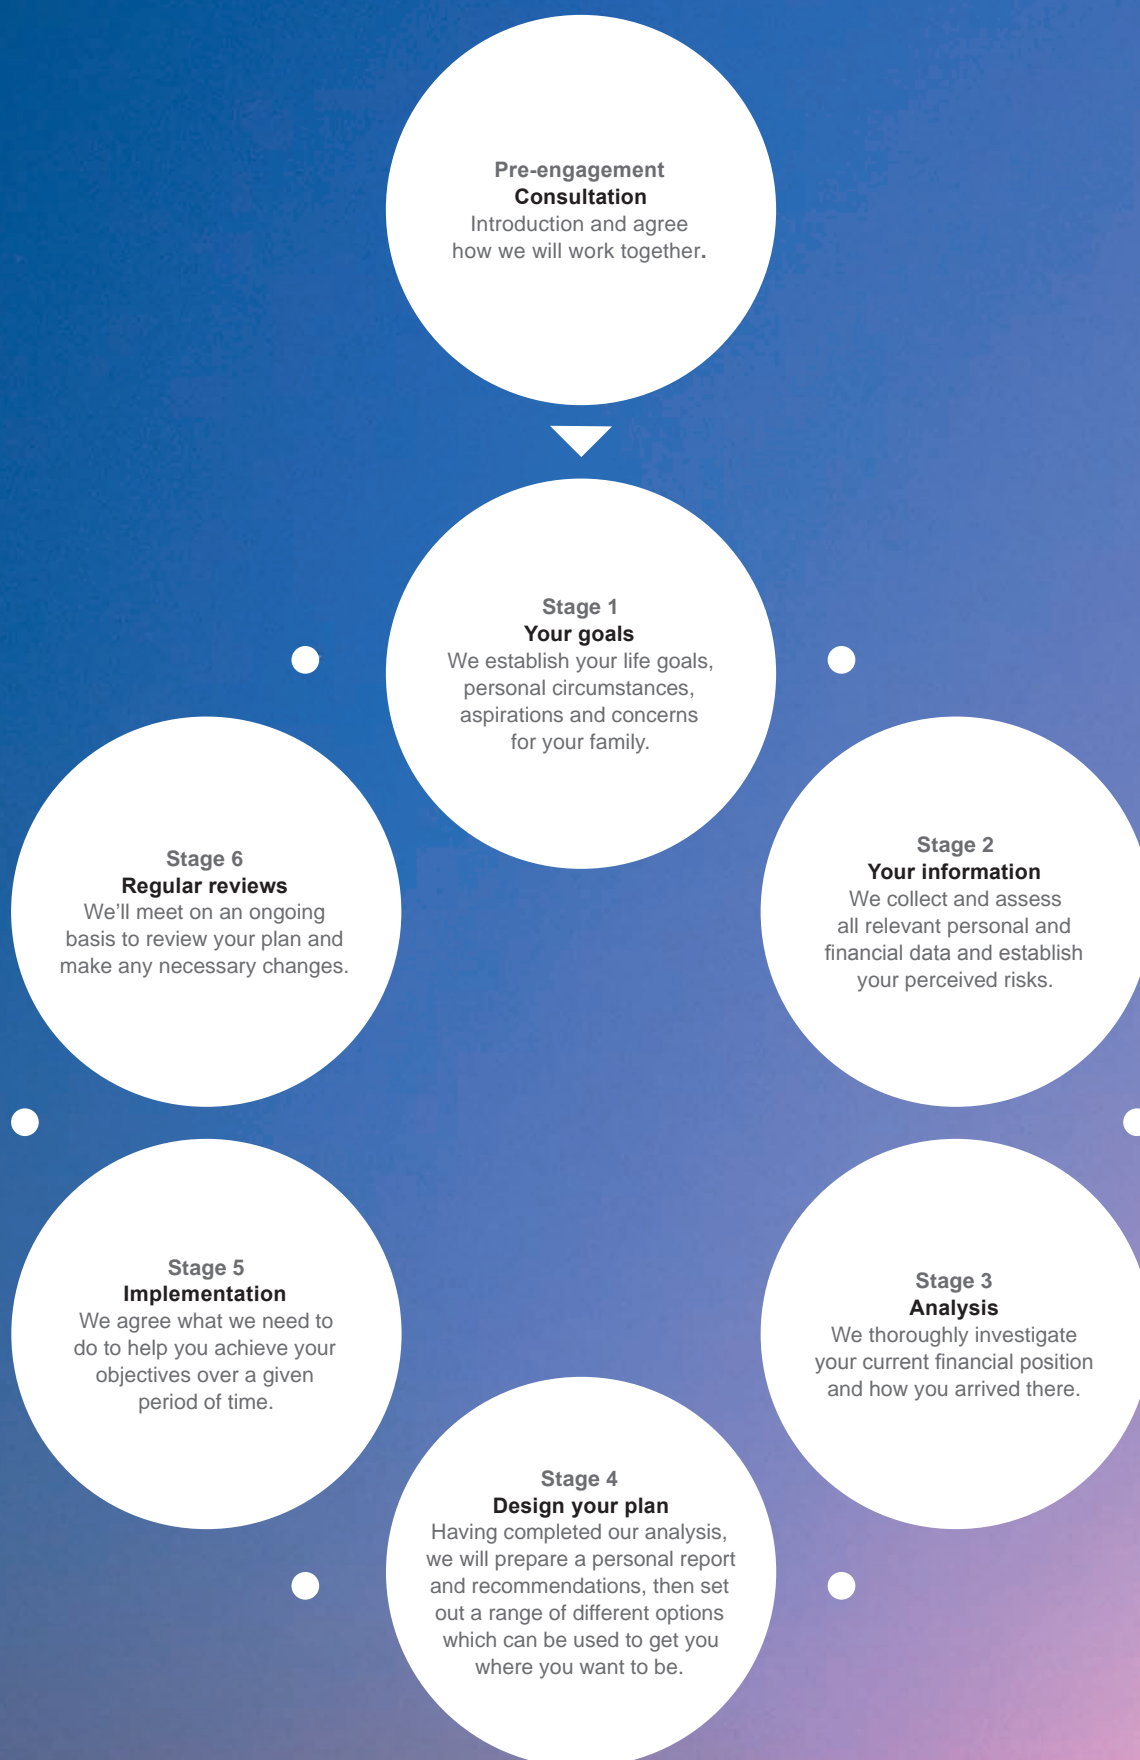 Pre-engagement
Consultation
Introduction and agree
how we will work together.
Stage 1
Your goals
We establish your life goals,
personal circumstances,
aspirations and concerns
for your family.
Stage 2
Your information
We collect and assess
all relevant personal and
financial data and establish
your perceived risks.
Stage 3
Analysis
We thoroughly investigate
your current financial position
and how you arrived there.
Stage 4
Design your plan
Having completed our analysis,
we will prepare a personal report
and recommendations, then set
out a range of different options
which can be used to get you
where you want to be.
Stage 5
Implementation
We agree what we need to
do to help you achieve your
objectives over a given
period of time.
Stage 6
Regular reviews
We’ll meet on an ongoing
basis to review your plan and
make any necessary changes.